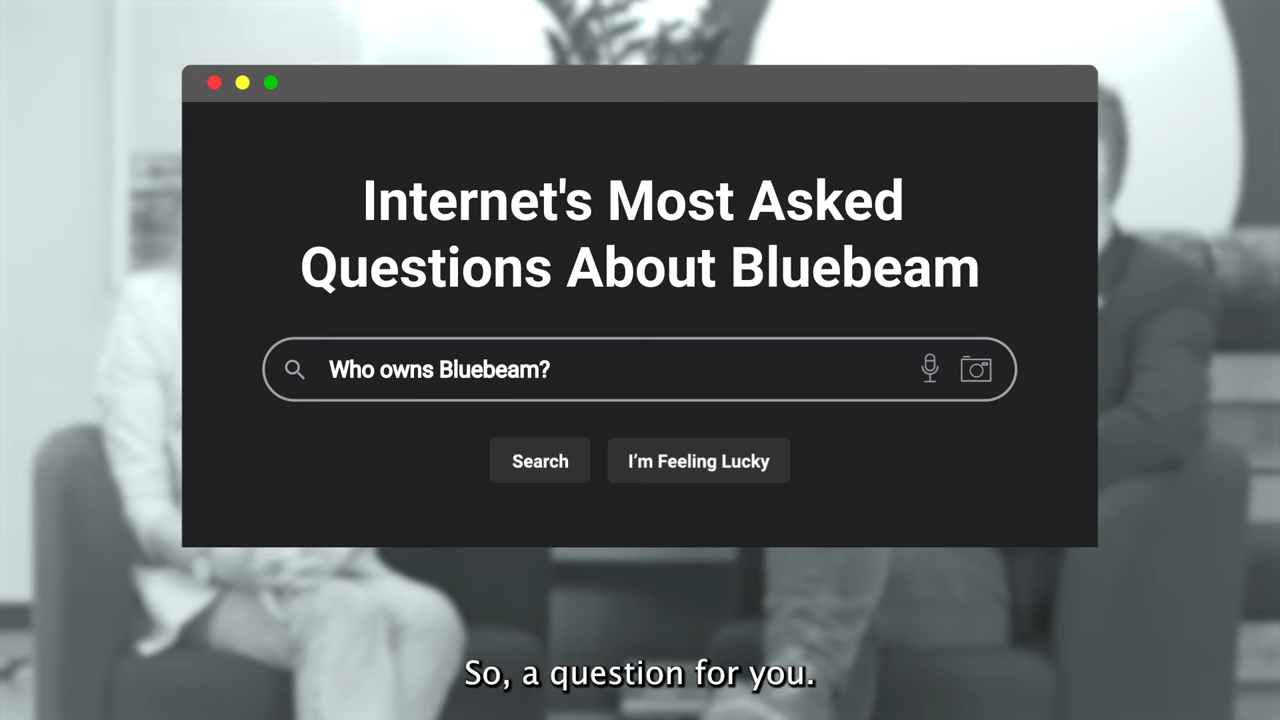 Internet's Most Asked
Questions About Bluebeam
Who owns Bluebeam?
Search
I'm Feeling Lucky
So, a question for you.